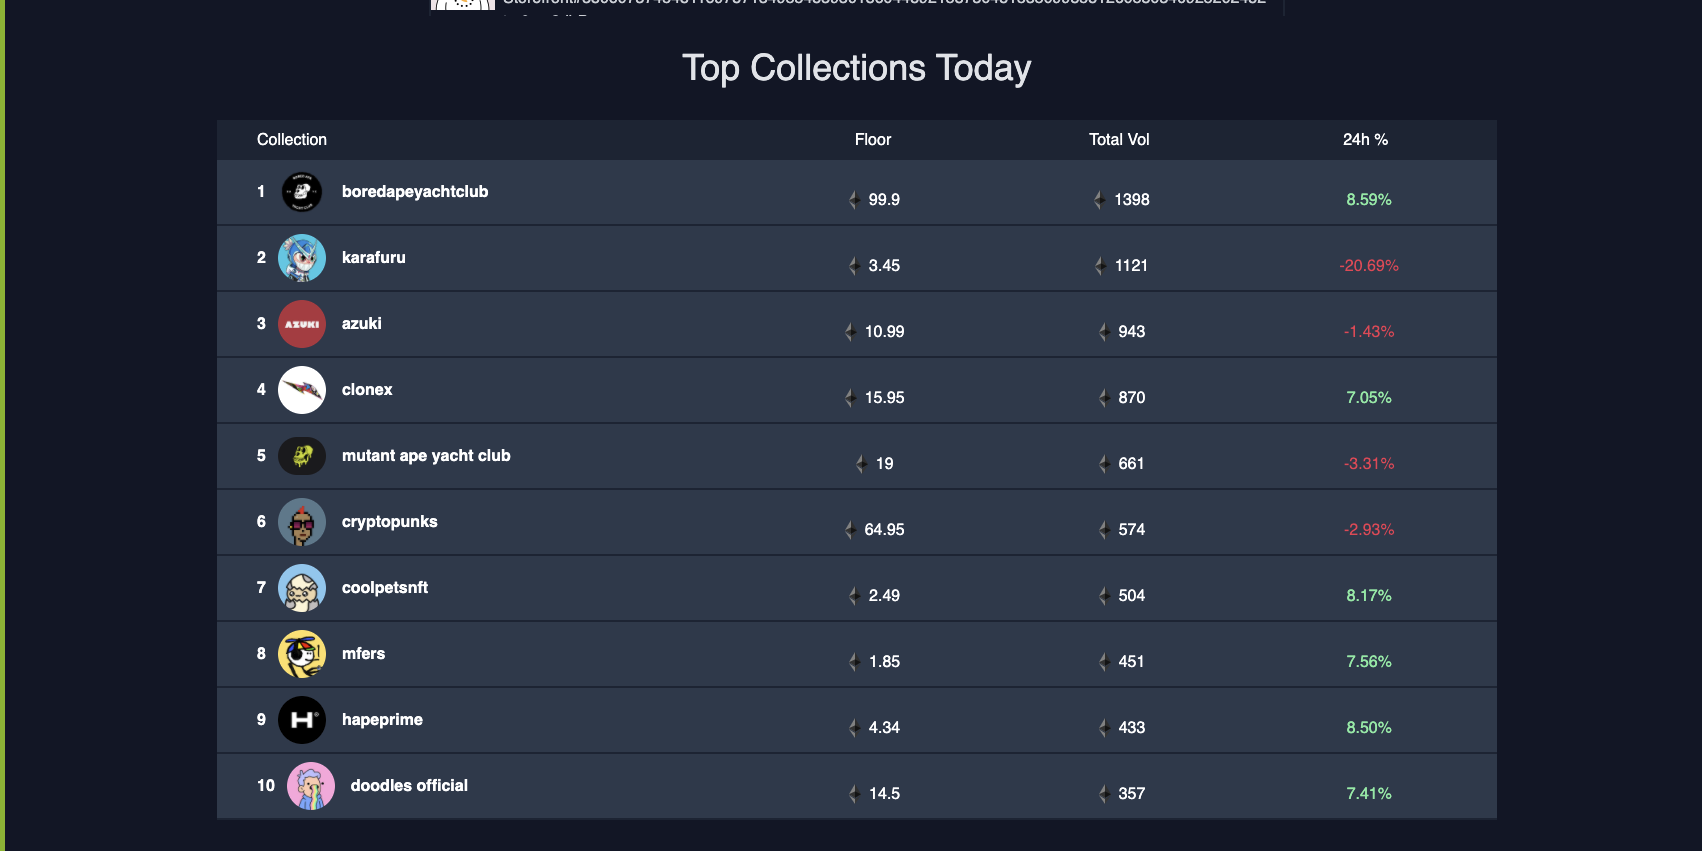 Top Collections Today
Collection Floor Total Vol 24h %
1 boredapeyachtclub 99.9 1398 8.59%
2 karafuru 3.45 1121 -20.69%
3 AZUKI azuki 10.99 943 -1.43%
4 clonex 15.95 870 7.05%
5 mutant ape yacht club 19 661 -3.31%
6 cryptopunks 64.95 574 -2.93%
7 coolpetsnft 2.49 504 8.17%
8 mfers 1.85 451 7.56%
9 H hapeprime 4.34 433 8.50%
10 doodles official 14.5 357 7.41%